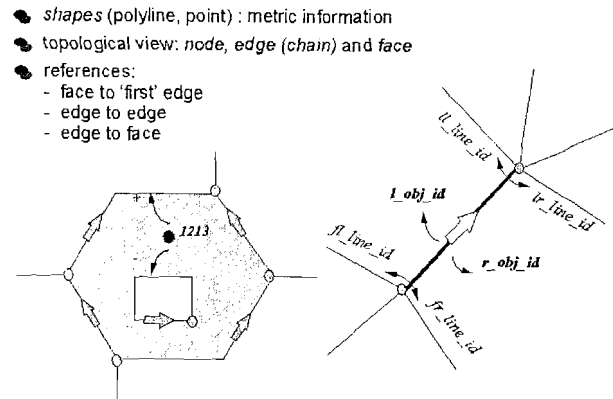 shapes (polyline, point) : metric information
topological view: node, edge (chain) and face
references:
- face to 'first' edge
- edge to edge
- edge to face
ll_line_id
l_obj_id
lr_line_id
1213
fl_line_id
r_obj_id
fr_line_id